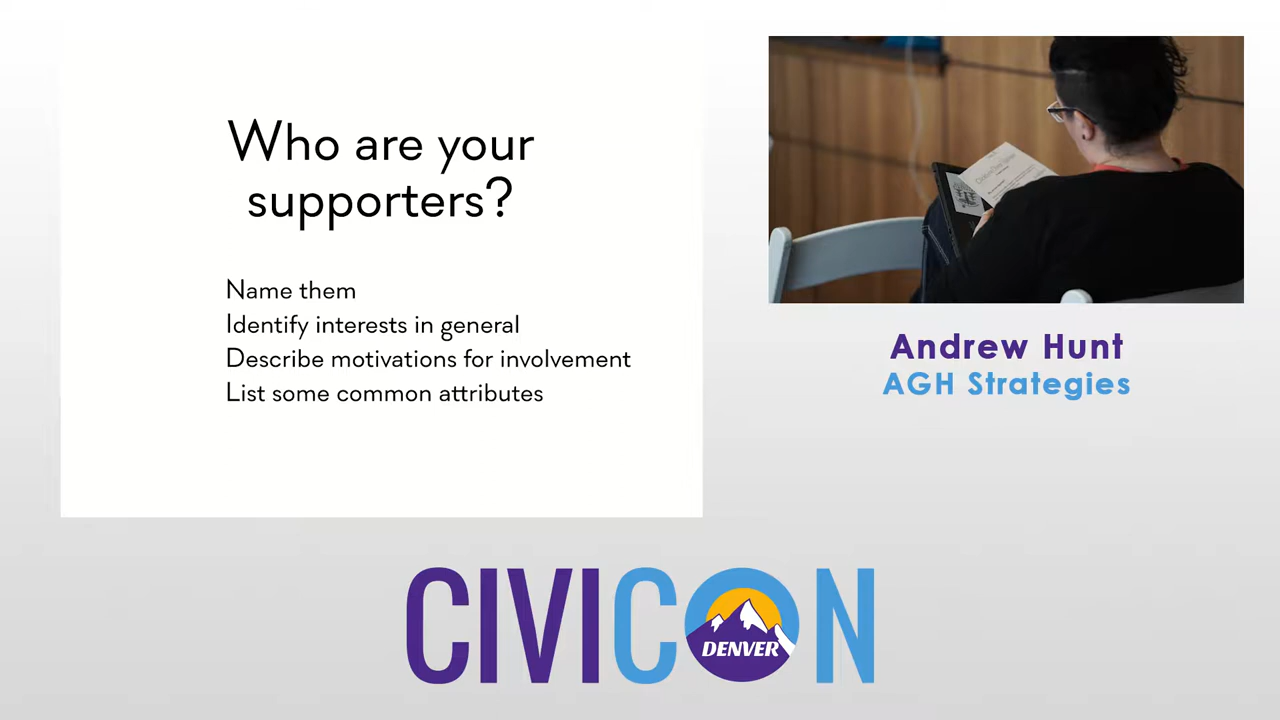 Who are your
supporters?
Name them
Identify interests in general
Describe motivations for involvement
List some common attributes
Andrew Hunt
AGH Strategies
CIVICON
DENVER